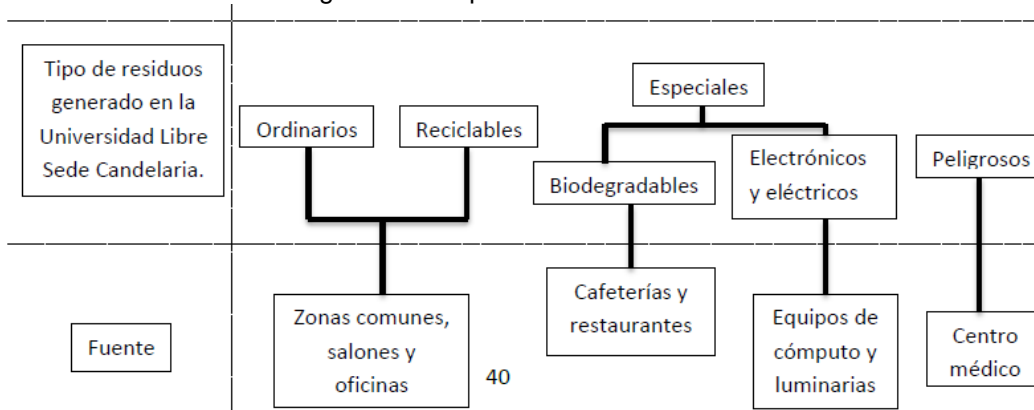 Tipo de residuos
generado en la
Universidad Libre
Sede Candelaria.
Ordinarios
Reciclables
Especiales
Biodegradables
Electrónicos
y eléctricos
Peligrosos
Fuente
Zonas comunes,
salones y
oficinas
Cafeterías y
restaurantes
Equipos de
cómputo y
luminarias
Centro
médico
40